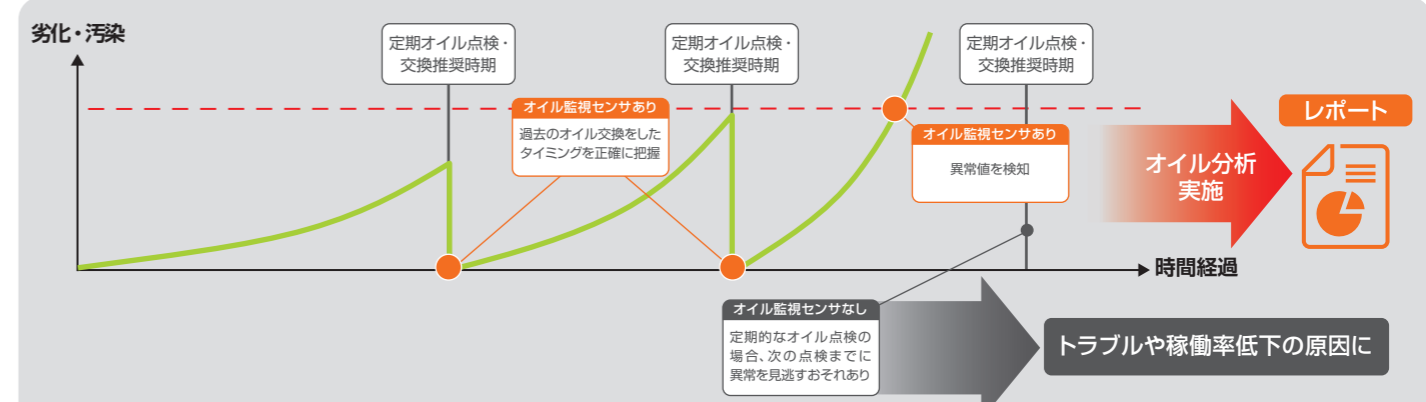 劣化・汚染
定期オイル点検・
交換推奨時期
定期オイル点検・
交換推奨時期
定期オイル点検・
交換推奨時期
オイル監視センサあり
過去のオイル交換をした
タイミングを正確に把握
オイル監視センサあり
異常値を検知
オイル分析
実施
レポート
時間経過
オイル監視センサなし
定期的なオイル点検の
場合、次の点検までに
異常を見逃すおそれあり
トラブルや稼働率低下の原因に